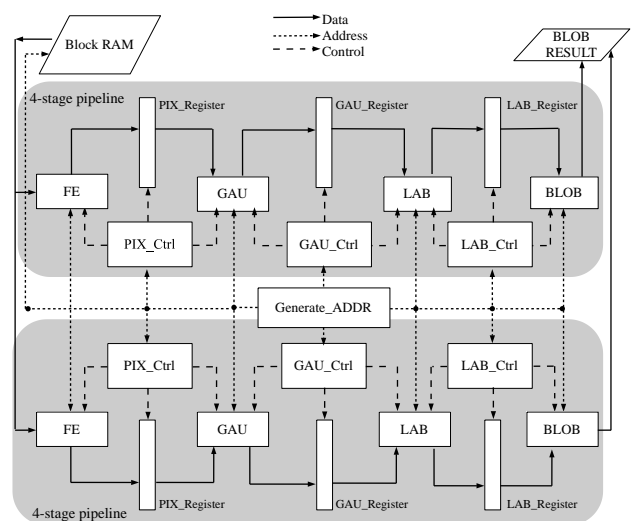 Block RAM
Data
Address
Control
BLOB
RESULT
4-stage pipeline
PIX_Register
GAU_Register
LAB_Register
FE
GAU
LAB
BLOB
PIX_Ctrl
GAU_Ctrl
LAB_Ctrl
Generate_ADDR
PIX_Ctrl
GAU_Ctrl
LAB_Ctrl
FE
GAU
LAB
BLOB
PIX_Register
GAU_Register
LAB_Register
4-stage pipeline